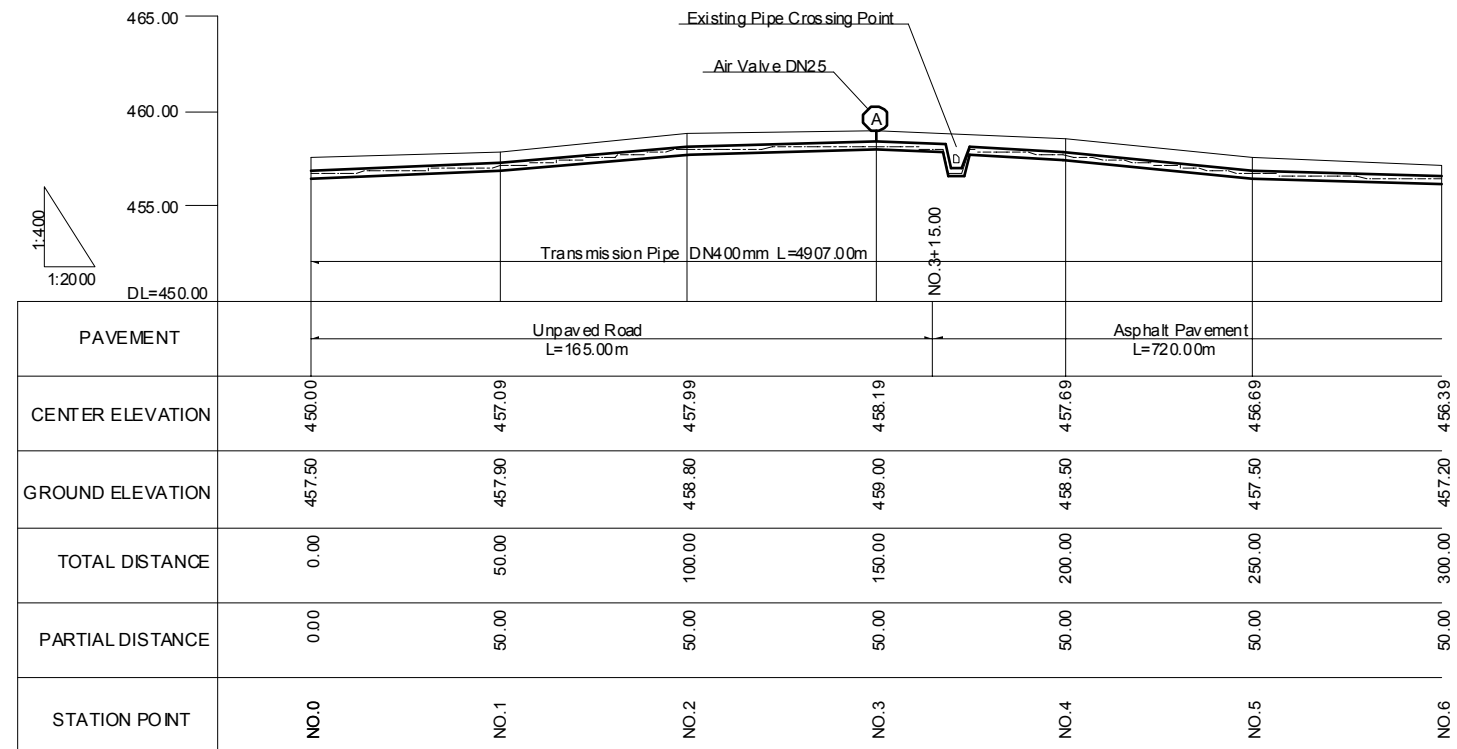 465.00
Existing Pipe Crossing Point
Air Valve DN25
460.00
A
D
455.00
1:400
1:2000
Transmission Pipe DN400mm L=4907.00m
NO.3+15.00
DL=450.00
PAVEMENT
Unpaved Road
L=165.00m
Asphalt Pavement
L=720.00m
CENTER ELEVATION 450.00 457.09 457.99 458.19 457.69 456.69 456.39
GROUND ELEVATION 457.50 457.90 458.80 459.00 458.50 457.50 457.20
TOTAL DISTANCE 0.00 50.00 100.00 150.00 200.00 250.00 300.00
PARTIAL DISTANCE 0.00 50.00 50.00 50.00 50.00 50.00 50.00
STATION POINT NO.0 NO.1 NO.2 NO.3 NO.4 NO.5 NO.6